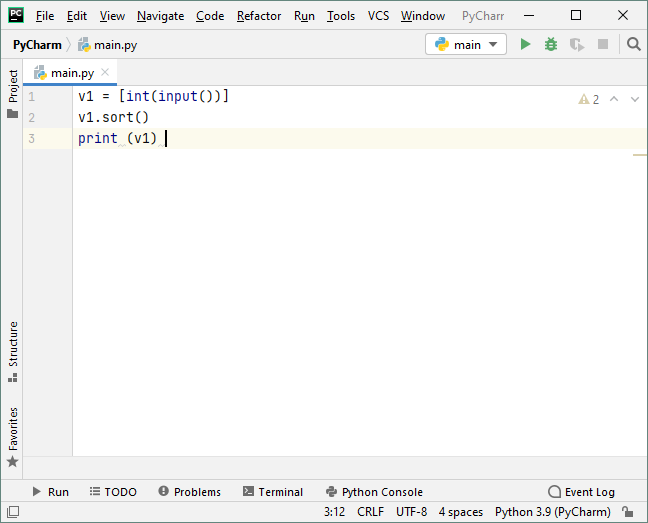 PC File Edit View Navigate Code Refactor Run Tools VCS Window PyCharr
PyCharm main.py main
main.py
Project
1 v1 = [int(input())] 2
2 v1.sort()
3 print (v1)
Structure
Favorites
Run TODO Problems Terminal Python Console Event Log
3:12 CRLF UTF-8 4 spaces Python 3.9 (PyCharm)